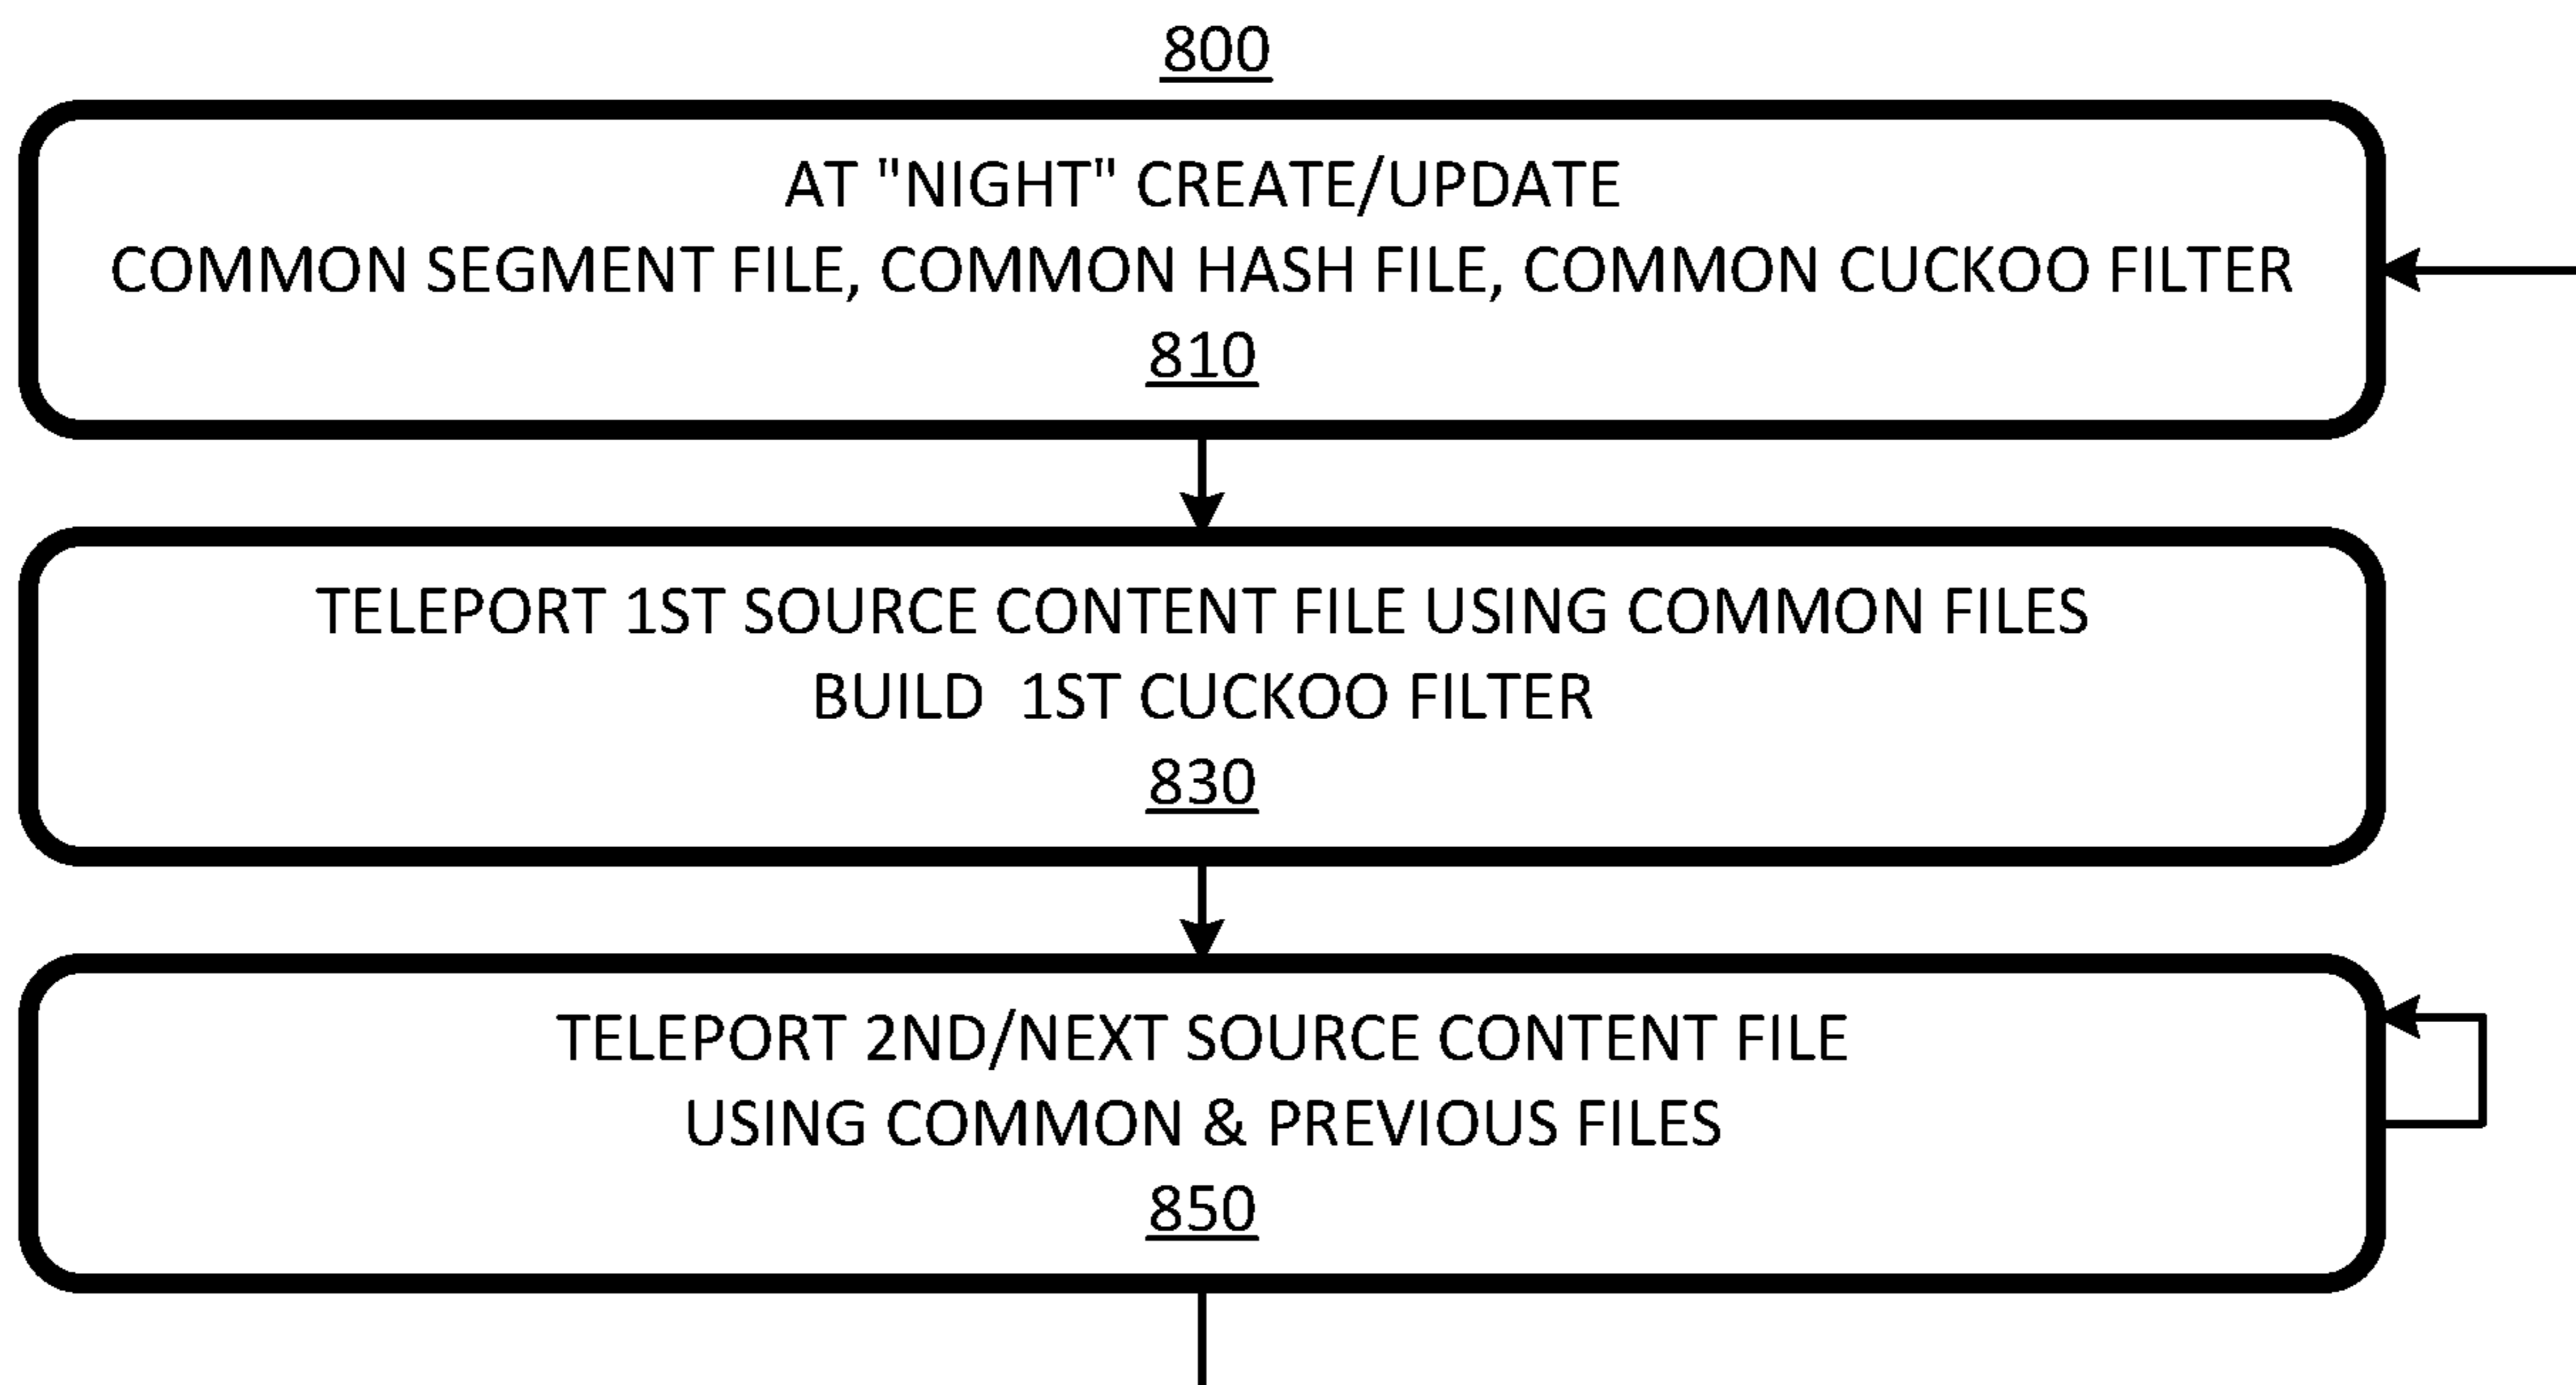 800
AT "NIGHT" CREATE/UPDATE
COMMON SEGMENT FILE, COMMON HASH FILE, COMMON CUCKOO FILTER
810
TELEPORT 1ST SOURCE CONTENT FILE USING COMMON FILES
BUILD  1ST CUCKOO FILTER
830
TELEPORT 2ND/NEXT SOURCE CONTENT FILE
USING COMMON & PREVIOUS FILES
850